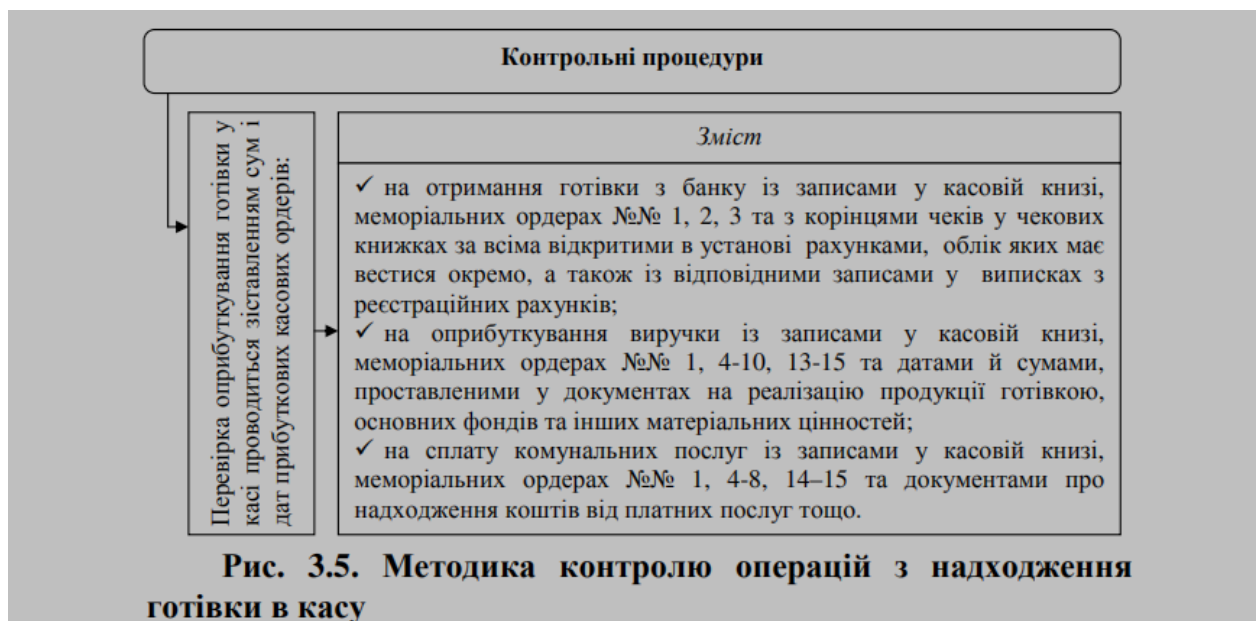 Контрольні процедури
Перевірка оприбуткування готівки у
касі проводиться зіставленням сум і
дат прибуткових касових ордерів:
Зміст
✓ на отримання готівки з банку із записами у касовій книзі,
меморіальних ордерах №№ 1, 2, 3 та з корінцями чеків у чекових
книжках за всіма відкритими в установі рахунками, облік яких має
вестися окремо, а також із відповідними записами у виписках з
реєстраційних рахунків;
✓ на оприбуткування виручки із записами у касовій книзі,
меморіальних ордерах №№ 1, 4-10, 13-15 та датами й сумами,
проставленими у документах на реалізацію продукції готівкою,
основних фондів та інших матеріальних цінностей;
✓ на сплату комунальних послуг із записами у касовій книзі,
меморіальних ордерах №№ 1, 4-8, 14–15 та документами про
надходження коштів від платних послуг тощо.
Рис. 3.5. Методика контролю операцій з надходження
готівки в касу